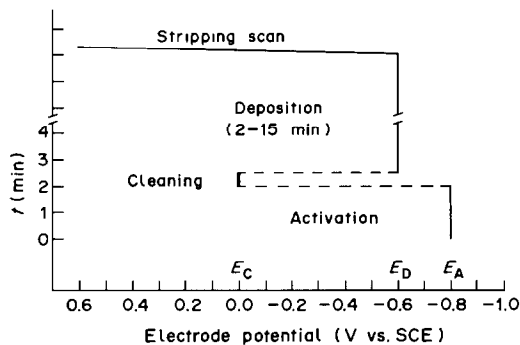 Stripping scan
Deposition
(2-15 min)
4
3
Cleaning
2
Activation
1
0
t (min)
E_C E_D E_A
0.6 0.4 0.2 0.0 -0.2 -0.4 -0.6 -0.8 -1.0
Electrode potential (V vs. SCE)